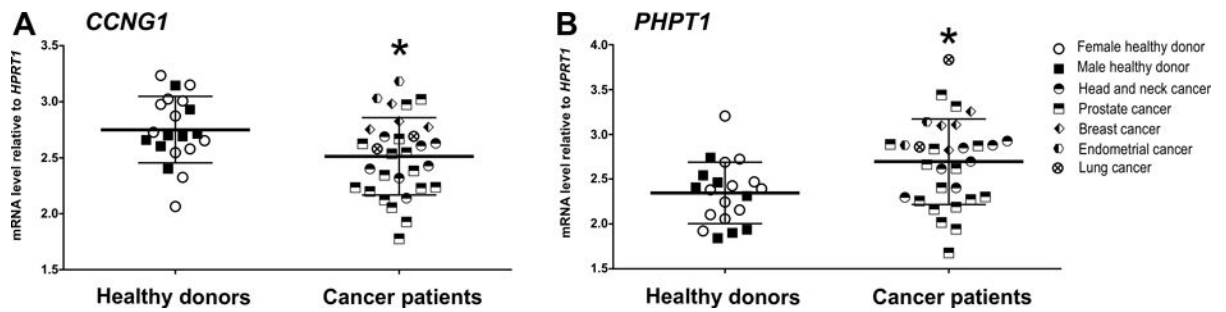 A CCNG1
mRNA level relative to HPRT1
3.5
3.0
2.5
2.0
1.5
*
Healthy donors Cancer patients
B PHPT1
mRNA level relative to HPRT1
4.0
3.5
3.0
2.5
2.0
1.5
*
Healthy donors Cancer patients
Female healthy donor
Male healthy donor
Head and neck cancer
Prostate cancer
Breast cancer
Endometrial cancer
Lung cancer